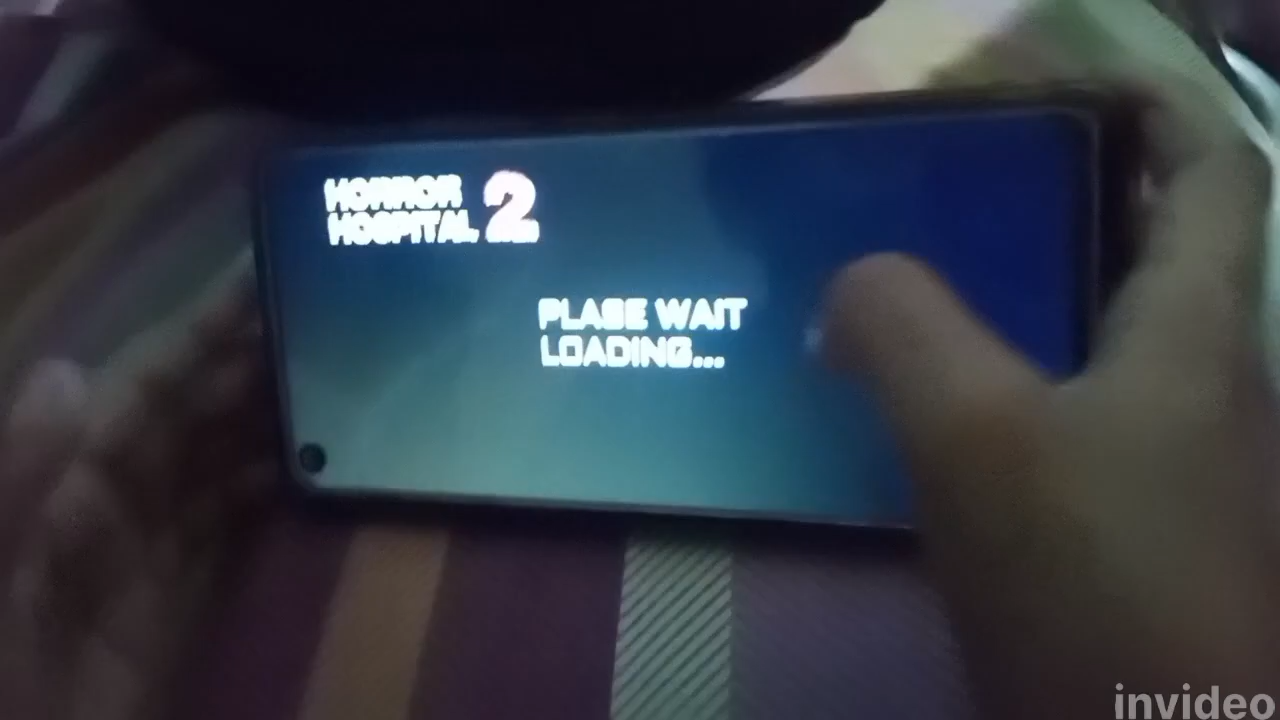 HORROR
HOSPITAL 2
PLASE WAIT
LOADING...
invideo